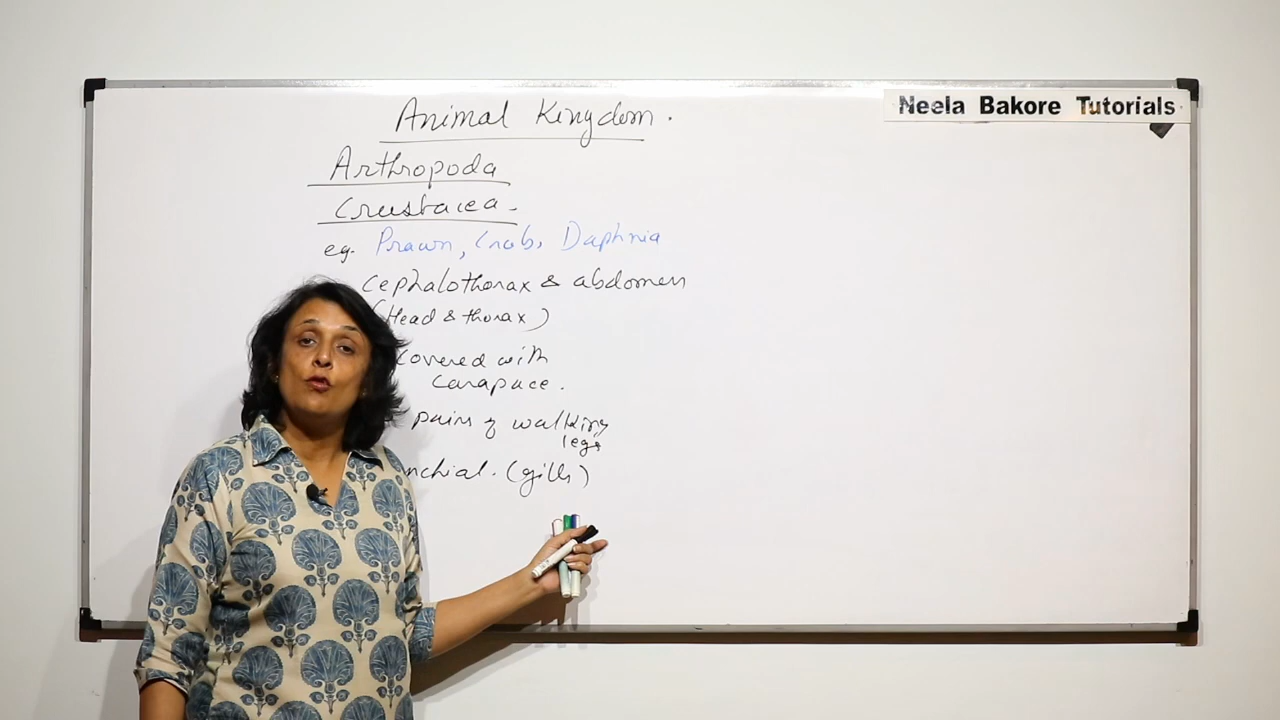 Neela Bakore Tutorials
Animal Kingdom.
Arthropoda
Crustacea.
eg. Prawn, Crab, Daphnia
Cephalothorax & abdomen
(Head & thorax)
covered with
carapace.
pairs of walking
legs
nchial. (gills)